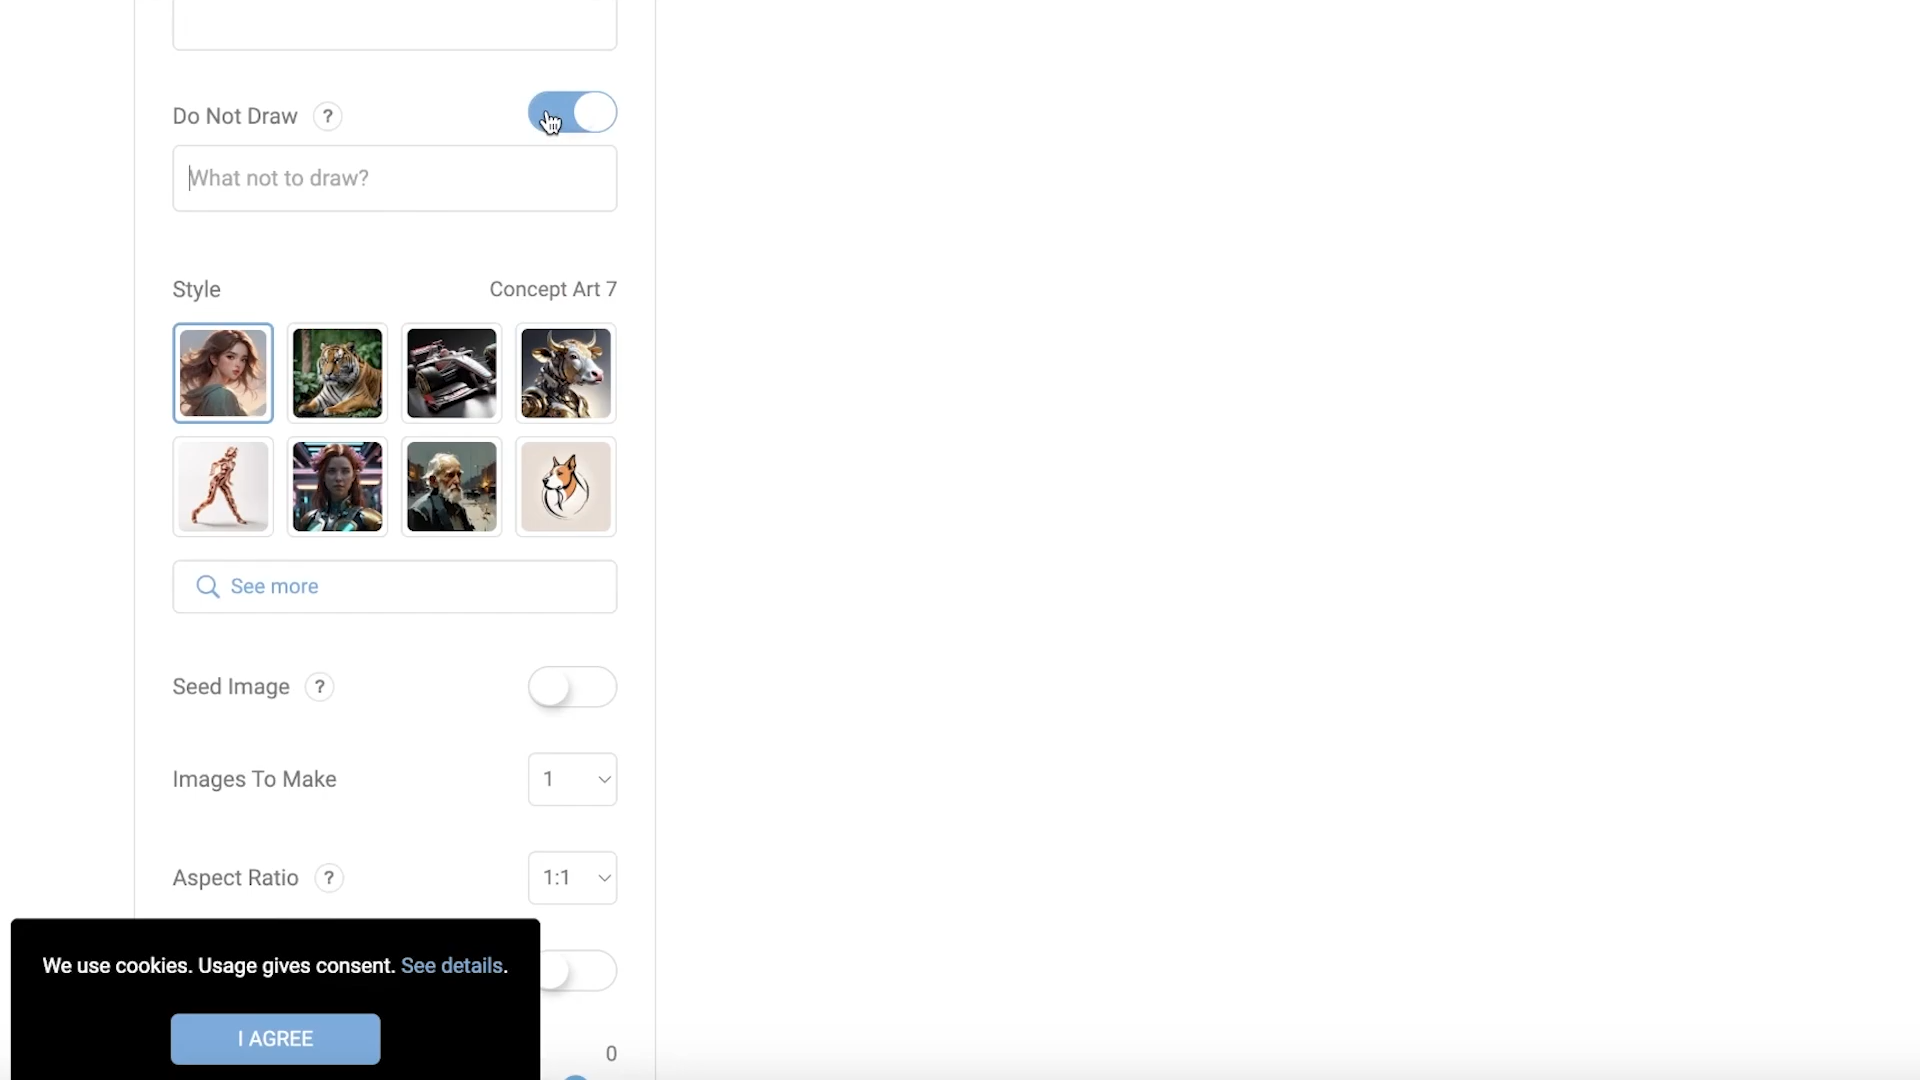 Do Not Draw ?
What not to draw?
Style Concept Art 7
See more
Seed Image ?
Images To Make 1
Aspect Ratio ? 1:1
We use cookies. Usage gives consent. See details.
I AGREE
0